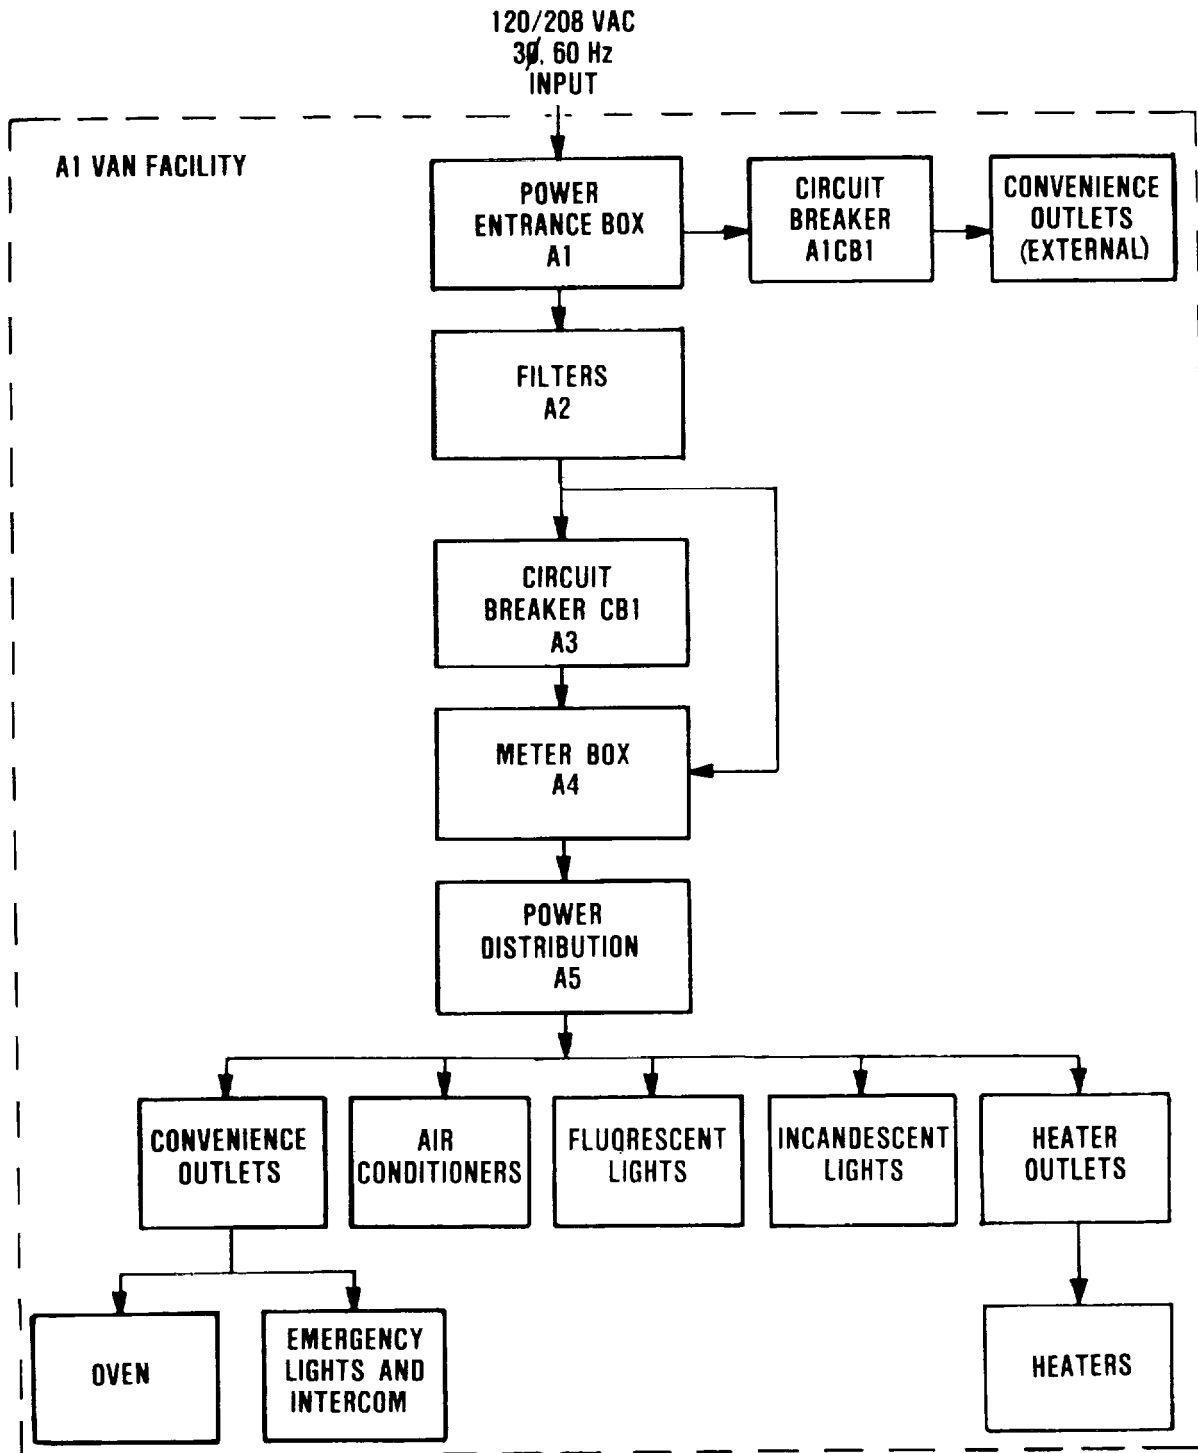 120/208 VAC
3Ø, 60 Hz
INPUT
A1 VAN FACILITY
POWER
ENTRANCE BOX
A1
CIRCUIT
BREAKER
A1CB1
CONVENIENCE
OUTLETS
(EXTERNAL)
FILTERS
A2
CIRCUIT
BREAKER CB1
A3
METER BOX
A4
POWER
DISTRIBUTION
A5
CONVENIENCE
OUTLETS
AIR
CONDITIONERS
FLUORESCENT
LIGHTS
INCANDESCENT
LIGHTS
HEATER
OUTLETS
OVEN
EMERGENCY
LIGHTS AND
INTERCOM
HEATERS